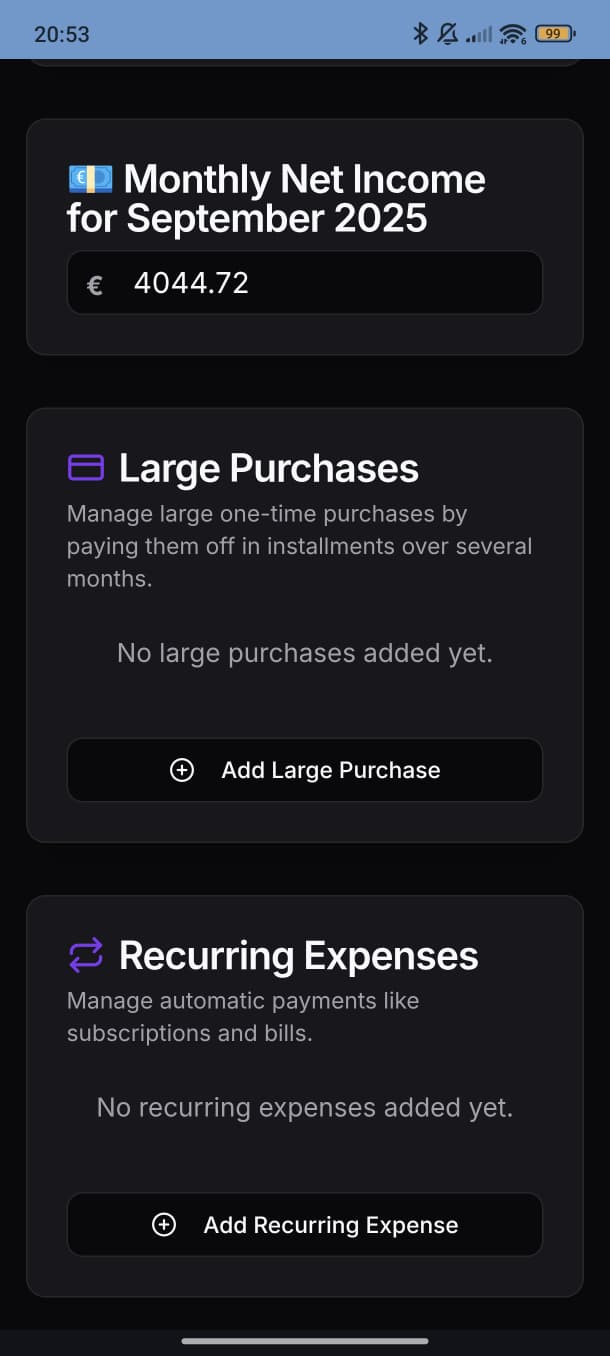 20:53
99
Monthly Net Income
for September 2025
€ 4044.72
Large Purchases
Manage large one-time purchases by
paying them off in installments over several
months.
No large purchases added yet.
Add Large Purchase
Recurring Expenses
Manage automatic payments like
subscriptions and bills.
No recurring expenses added yet.
Add Recurring Expense